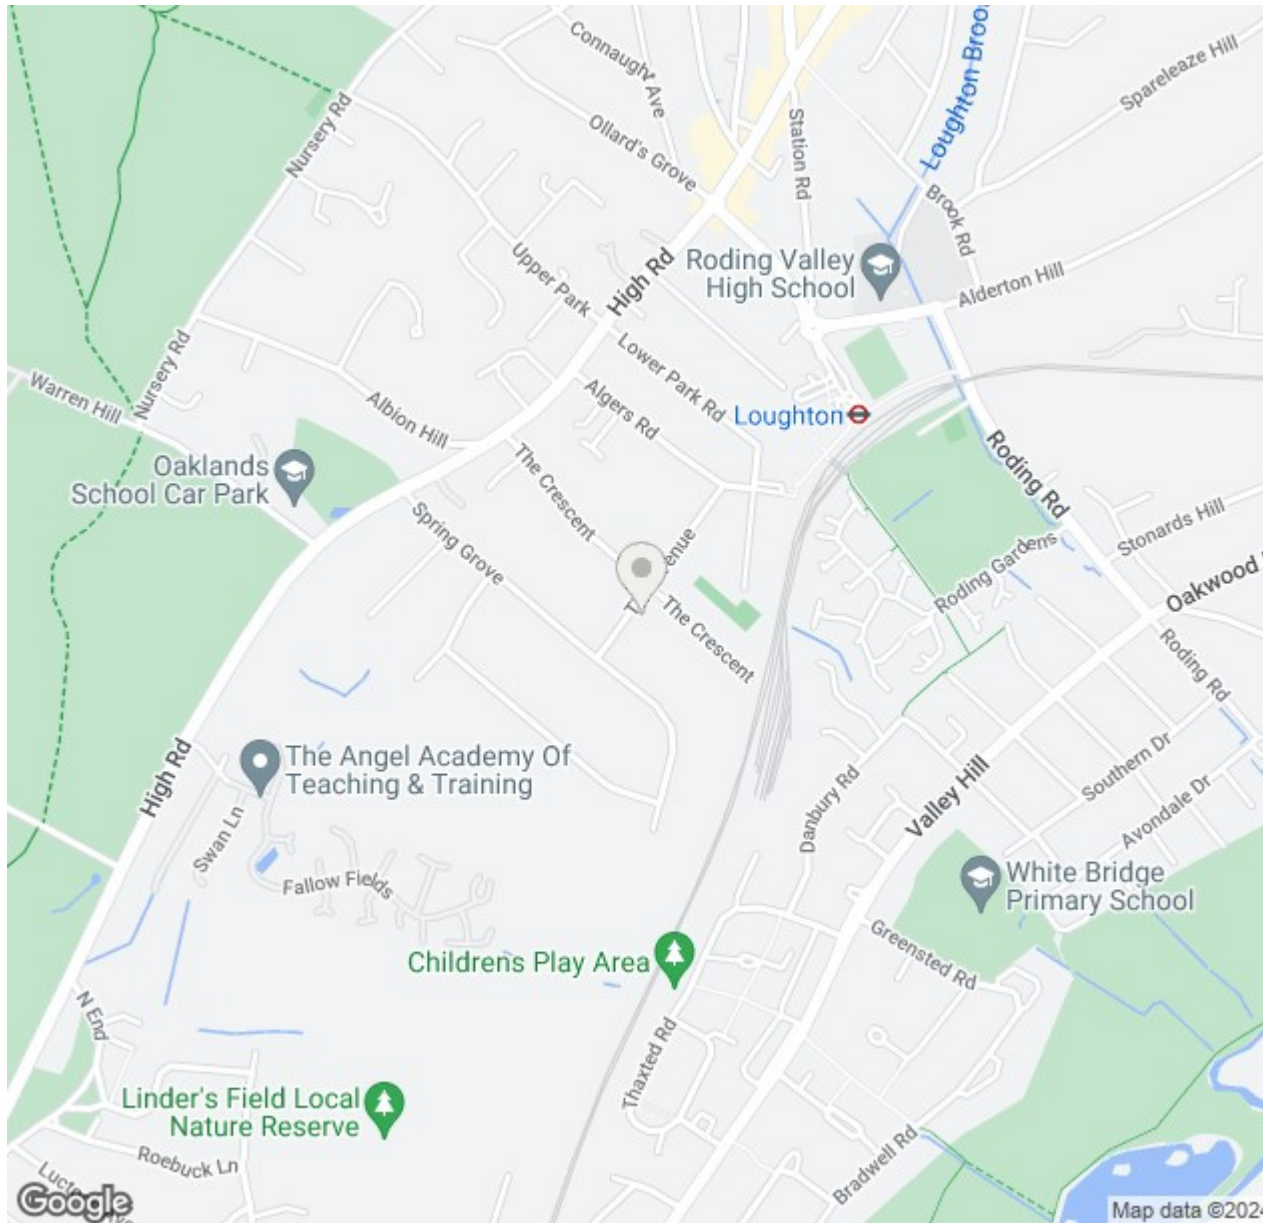 Connaught Ave
Ollard's Grove
Station Rd
Loughton
Spareleaze Hill
Nursery Rd
Brook Rd
Upper Park
High Rd
Roding Valley
High School
Alderton Hill
Lower Park Rd
Nursery Rd
Warren Hill
Albion Hill
Algers Rd
Loughton
Oaklands
School Car Park
The Crescent
Roding Rd
Stonards Hill
Spring Grove
Roding Gardens
The Crescent
Roding Rd
High Rd
The Angel Academy Of
Teaching & Training
Swan Ln
Fallow Fields
Danbury Rd
Valley Hill
Southern Dr
Avondale Dr
White Bridge
Primary School
Greensted Rd
Childrens Play Area
N End
Thaxted Rd
Linder's Field Local
Nature Reserve
Roebuck Ln
Bradwell Rd
Google
Map data ©2024